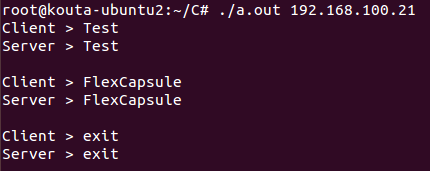 root@kouta-ubuntu2:~/C# ./a.out 192.168.100.21
Client > Test
Server > Test

Client > FlexCapsule
Server > FlexCapsule

Client > exit
Server > exit